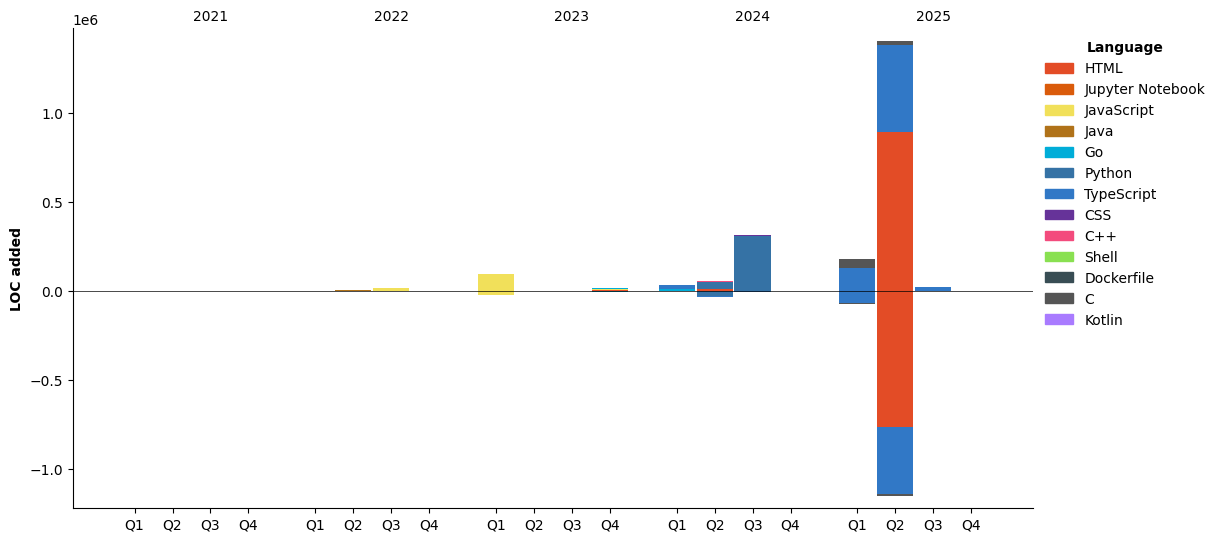 1e6
2021 2022 2023 2024 2025
LOC added
1.0
0.5
0.0
−0.5
−1.0
Q1 Q2 Q3 Q4 Q1 Q2 Q3 Q4 Q1 Q2 Q3 Q4 Q1 Q2 Q3 Q4 Q1 Q2 Q3 Q4
Language
HTML
Jupyter Notebook
JavaScript
Java
Go
Python
TypeScript
CSS
C++
Shell
Dockerfile
C
Kotlin